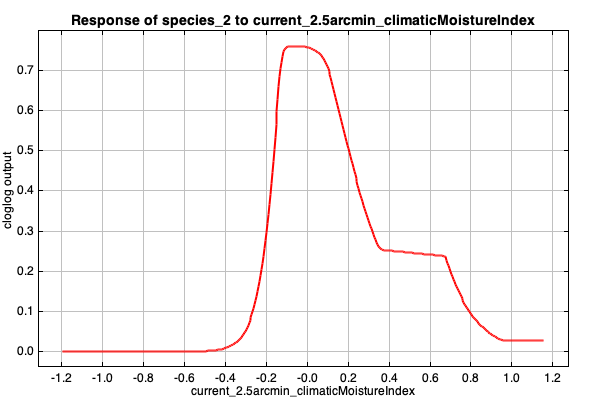 Response of species_2 to current_2.5arcmin_climaticMoistureIndex
cloglog output
0.7
0.6
0.5
0.4
0.3
0.2
0.1
0.0
-1.2 -1.0 -0.8 -0.6 -0.4 -0.2 -0.0 0.2 0.4 0.6 0.8 1.0 1.2
current_2.5arcmin_climaticMoistureIndex